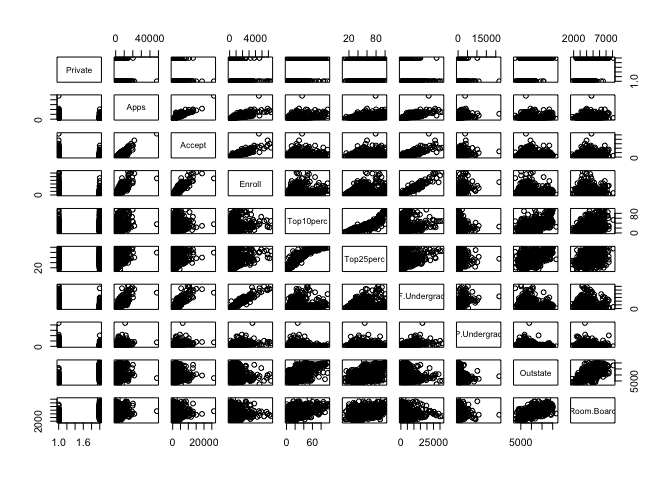 0 40000 0 4000 20 80 0 15000 2000 7000
Private
1.0
Apps
0
Accept
0
Enroll
0
Top10perc
0 40 80
Top25perc
20
F.Undergrad
0
P.Undergrad
0
Outstate
5000
Room.Board
2000
1.0 1.6 0 20000 0 60 0 25000 5000